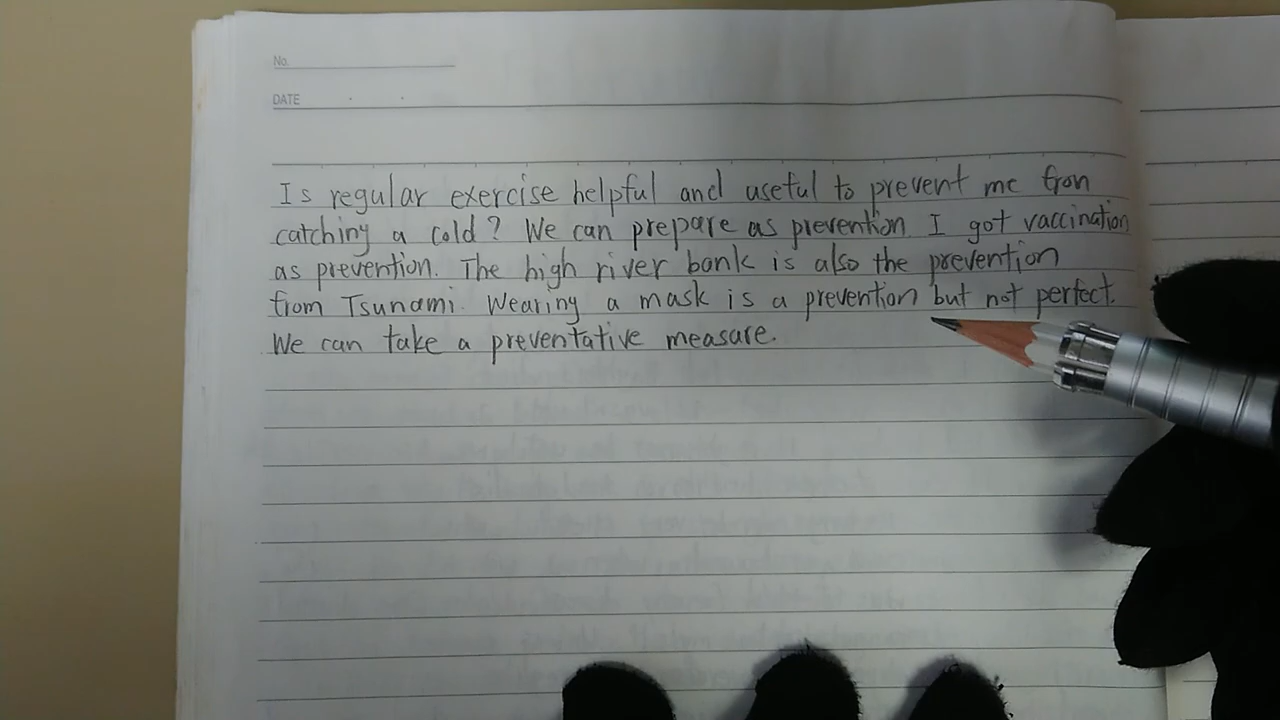 No.
DATE
Is regular exercise helpful and useful to prevent me fron
catching a cold? We can prepare as prevention. I got vaccination
as prevention. The high river bank is also the prevention
from Tsunami. Wearing a mask is a prevention but not perfect.
We can take a preventative measure.